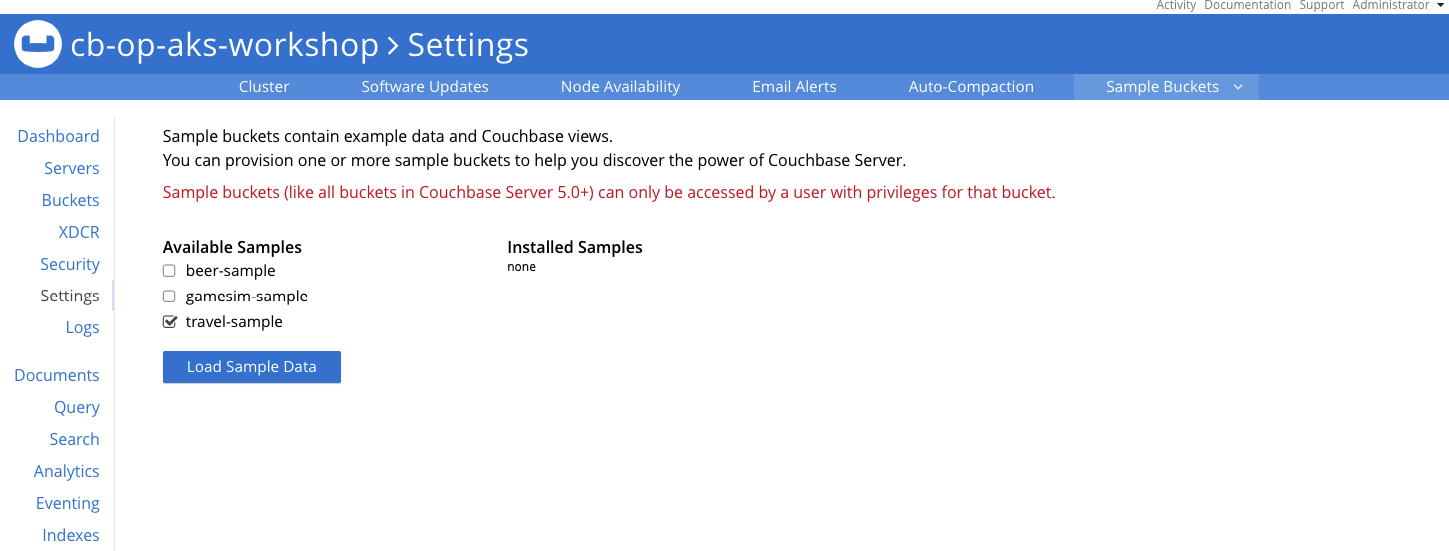 Activity Documentation Support Administrator
cb-op-aks-workshop > Settings
Cluster Software Updates Node Availability Email Alerts Auto-Compaction Sample Buckets
Dashboard
Servers
Buckets
XDCR
Security
Settings
Logs
Documents
Query
Search
Analytics
Eventing
Indexes
Sample buckets contain example data and Couchbase views.
You can provision one or more sample buckets to help you discover the power of Couchbase Server.
Sample buckets (like all buckets in Couchbase Server 5.0+) can only be accessed by a user with privileges for that bucket.
Available Samples
beer-sample
gamesim-sample
travel-sample
Load Sample Data
Installed Samples
none